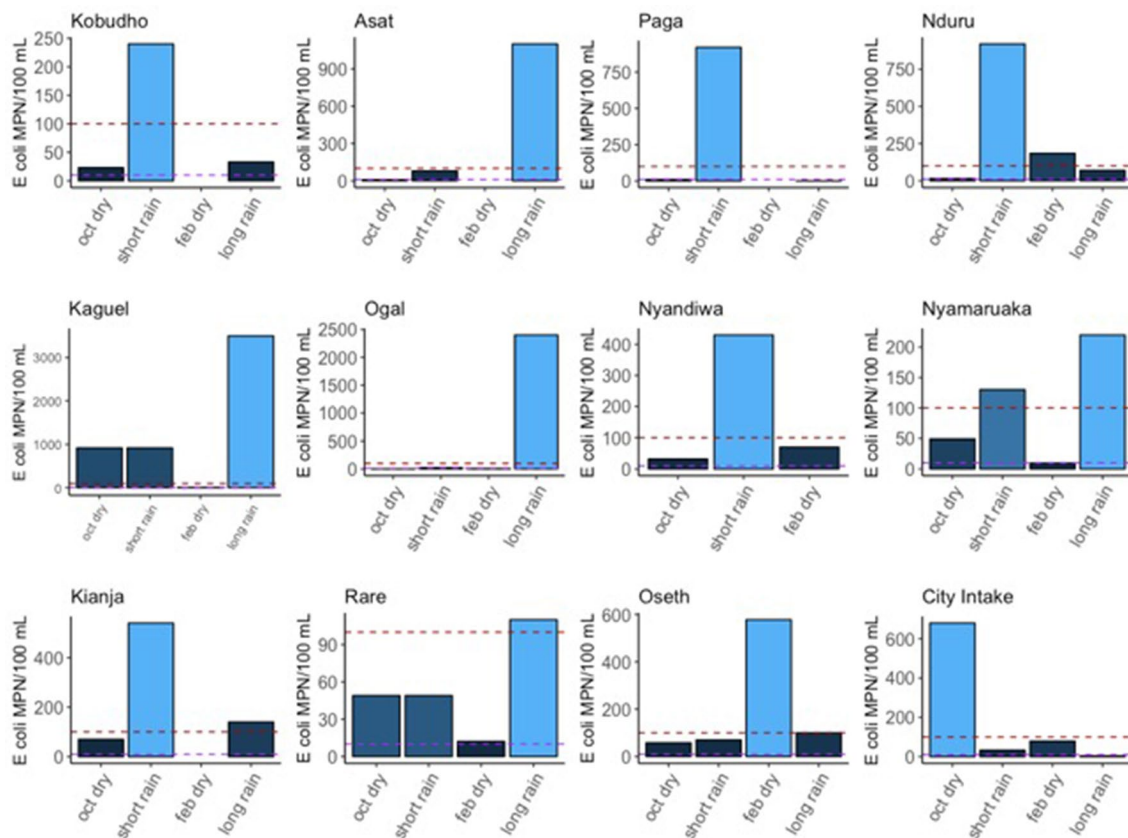 Kobudho
E coli MPN/100 mL
250
200
150
100
50
0
oct dry
short rain
feb dry
long rain
Asat
E coli MPN/100 mL
900
600
300
0
oct dry
short rain
feb dry
long rain
Paga
E coli MPN/100 mL
750
500
250
0
oct dry
short rain
feb dry
long rain
Nduru
E coli MPN/100 mL
750
500
250
0
oct dry
short rain
feb dry
long rain
Kaguel
E coli MPN/100 mL
3000
2000
1000
0
oct dry
short rain
feb dry
long rain
Ogal
E coli MPN/100 mL
2500
2000
1500
1000
500
0
oct dry
short rain
feb dry
long rain
Nyandiwa
E coli MPN/100 mL
400
300
200
100
0
oct dry
short rain
feb dry
Nyamaruaka
E coli MPN/100 mL
200
150
100
50
0
oct dry
short rain
feb dry
long rain
Kianja
E coli MPN/100 mL
400
200
0
oct dry
short rain
feb dry
long rain
Rare
E coli MPN/100 mL
90
60
30
0
oct dry
short rain
feb dry
long rain
Oseth
E coli MPN/100 mL
600
400
200
0
oct dry
short rain
feb dry
long rain
City Intake
E coli MPN/100 mL
600
400
200
0
oct dry
short rain
feb dry
long rain